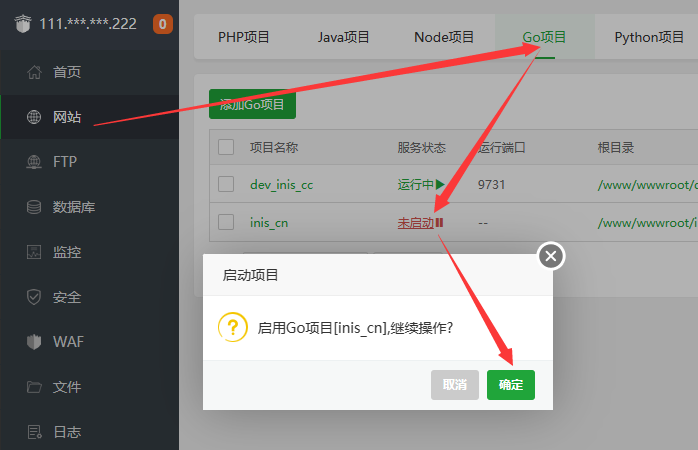 111.***.***.222 0
首页
网站
FTP
数据库
监控
安全
WAF
文件
日志
PHP项目 Java项目 Node项目 Go项目 Python项目
添加Go项目
项目名称 服务状态 运行端口 根目录
dev_inis_cc 运行中 9731 /www/wwwroot/
inis_cn 未启动 -- /www/wwwroot/i
启动项目
启用Go项目[inis_cn],继续操作?
取消 确定